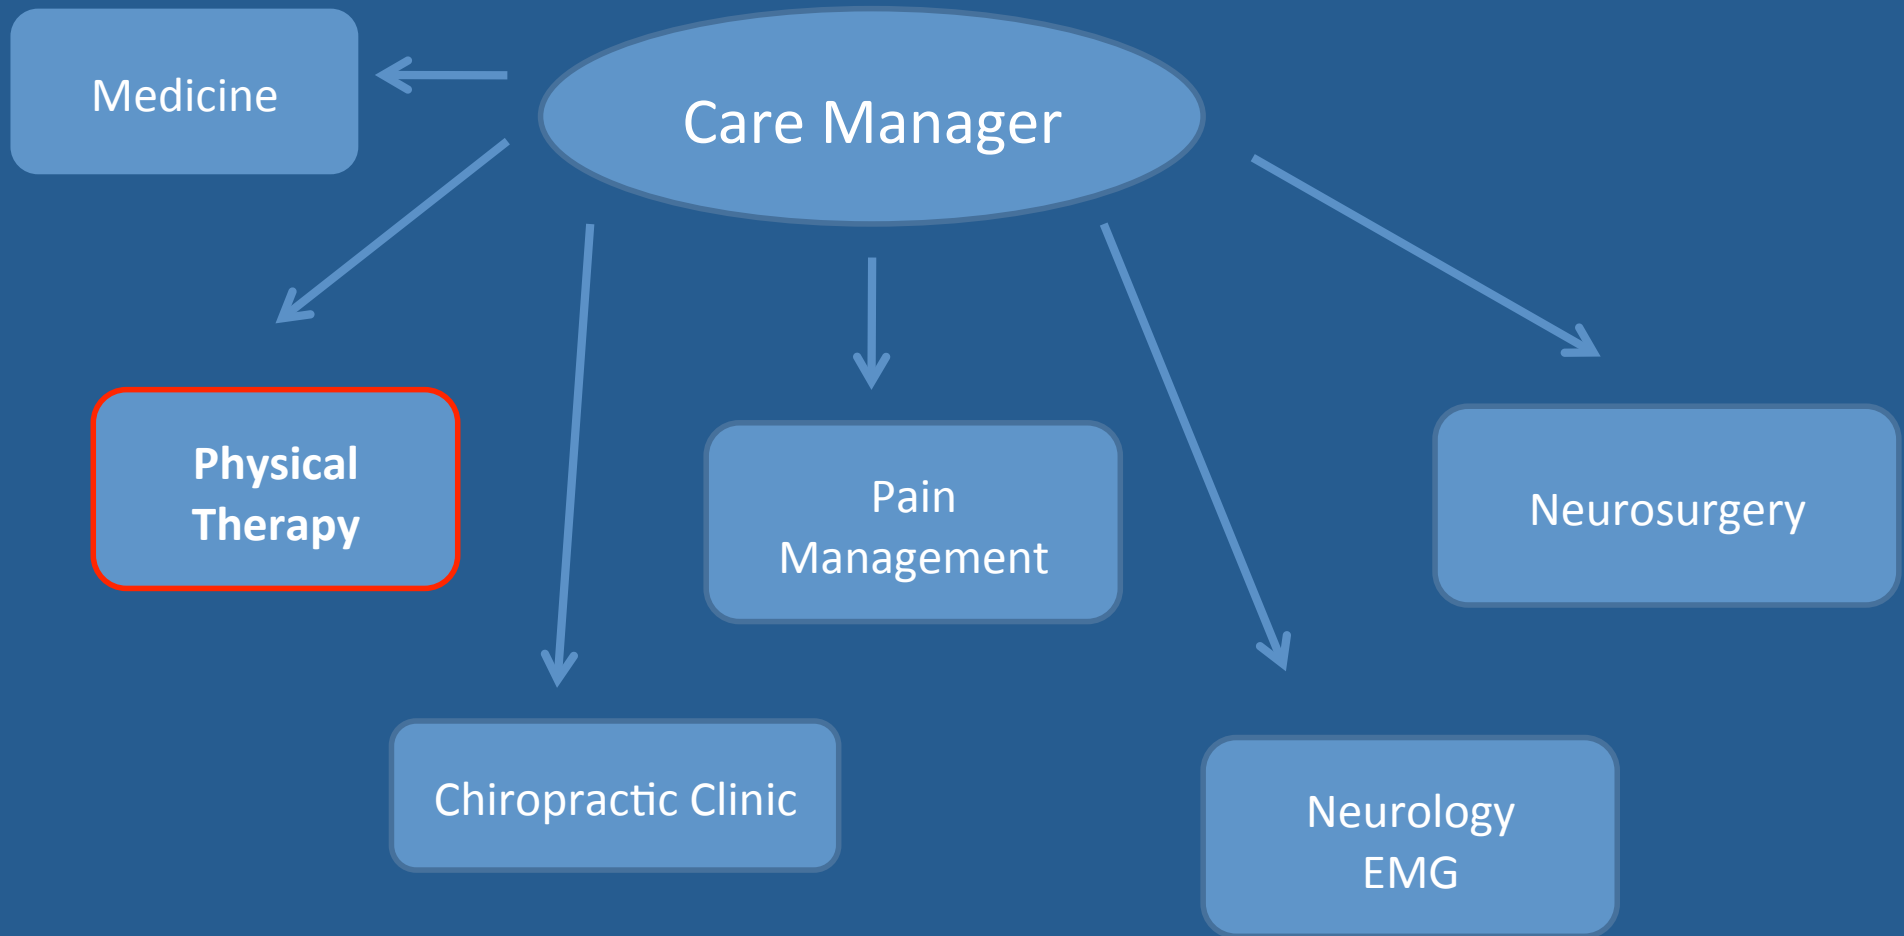 Medicine
Care Manager
Physical
Therapy
Pain
Management
Neurosurgery
Chiropractic Clinic
Neurology
EMG